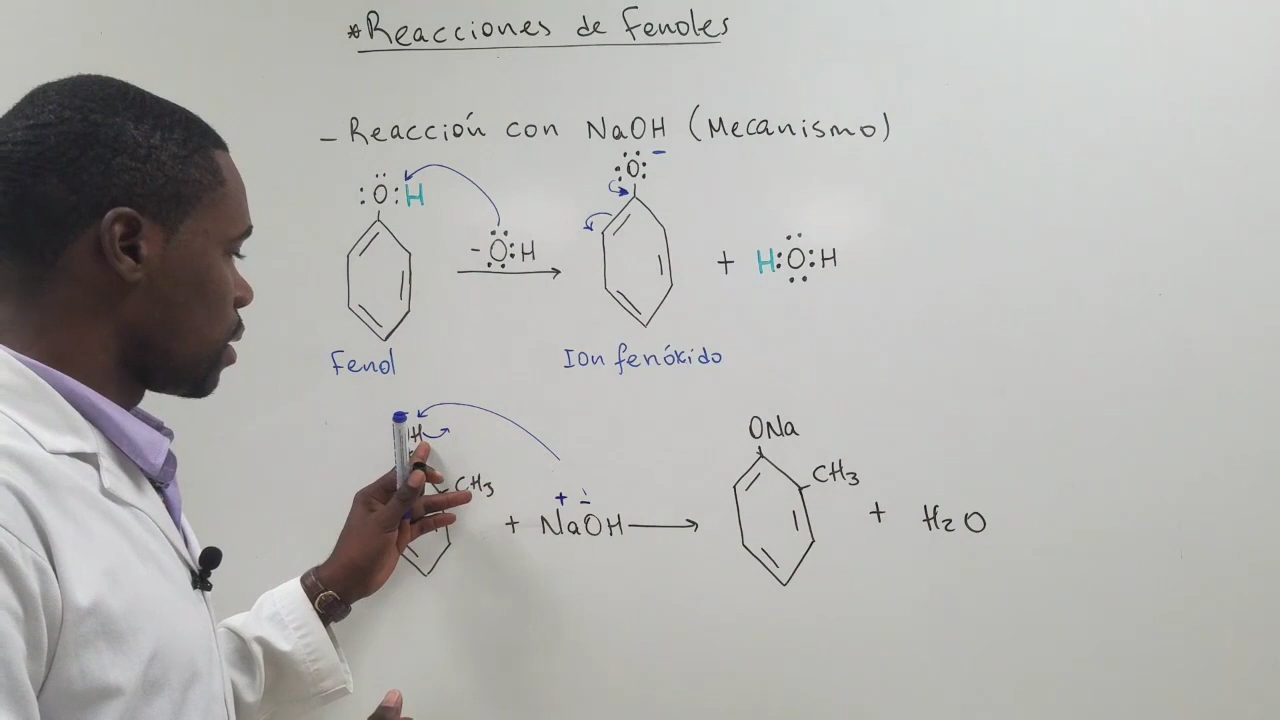 *Reacciones de Fenoles
- Reacción con NaOH (Mecanismo)
:Ö:H
-:Ö:H
:Ö: -
+ H:Ö:H
Fenol
Ion fenóxido
H
CH3
+ NaOH
+ -
ONa
CH3
+ H2O